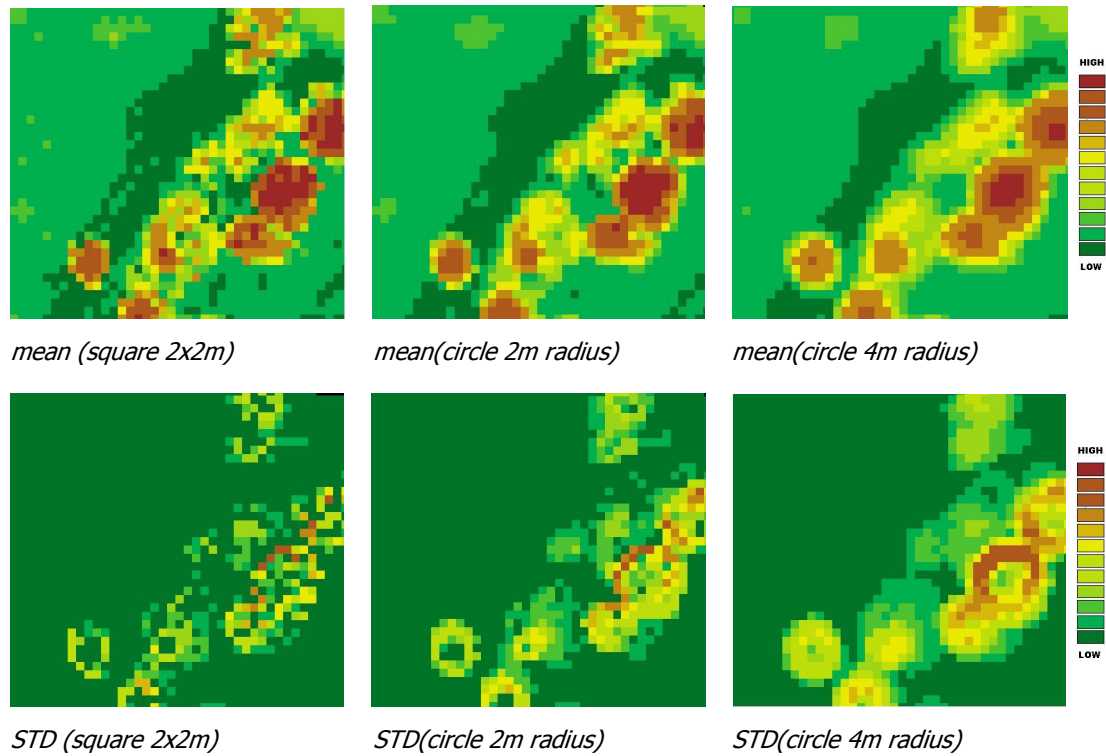 HIGH
LOW
mean (square 2x2m)
mean(circle 2m radius)
mean(circle 4m radius)
HIGH
LOW
STD (square 2x2m)
STD(circle 2m radius)
STD(circle 4m radius)